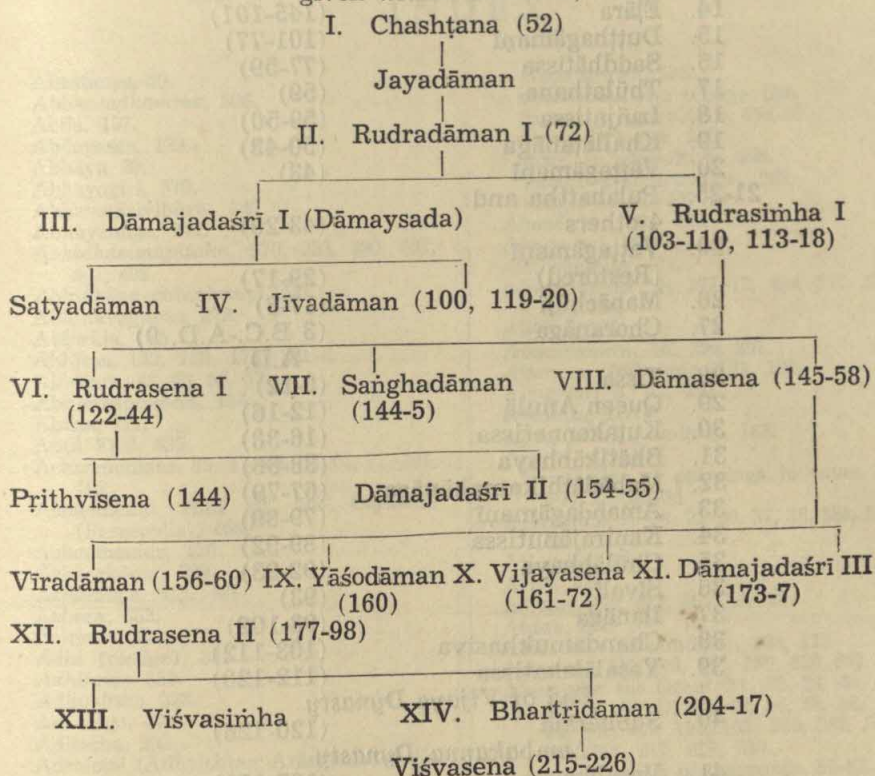 I. Chashṭana (52)
Jayadāman
II. Rudradāman I (72)
III. Dāmajadaśrī I (Dāmaysada) V. Rudrasiṁha I
(103-110, 113-18)
Satyadāman IV. Jīvadāman (100, 119-20)
VI. Rudrasena I VII. Saṅghadāman VIII. Dāmasena (145-58)
(122-44) (144-5)
Pṛithvīsena (144) Dāmajadaśrī II (154-55)
Vīradāman (156-60) IX. Yāśodāman X. Vijayasena XI. Dāmajadaśrī III
(160) (161-72) (173-7)
XII. Rudrasena II (177-98)
XIII. Viśvasiṁha XIV. Bhartṛidāman (204-17)
Viśvasena (215-226)